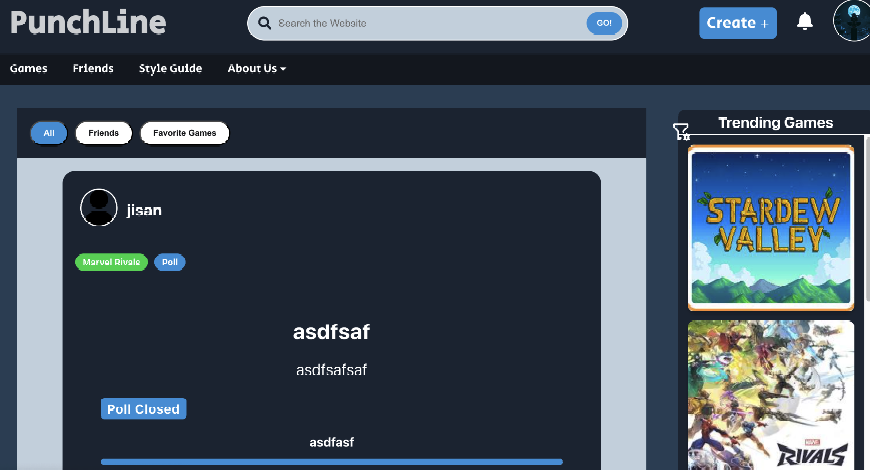 PunchLine
Search the Website
GO!
Create +
Games
Friends
Style Guide
About Us
All
Friends
Favorite Games
Trending Games
STARDEW
VALLEY
jisan
Marvel Rivals
Poll
asdfsaf
asdfsafsaf
Poll Closed
asdfasf
MARVEL
RIVALS